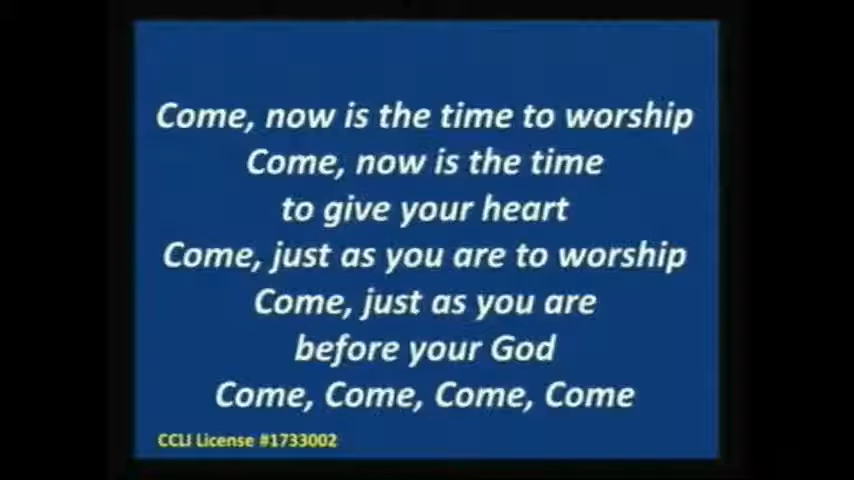 Come, now is the time to worship
Come, now is the time
to give your heart
Come, just as you are to worship
Come, just as you are
before your God
Come, Come, Come, Come
CCLI License #1733002